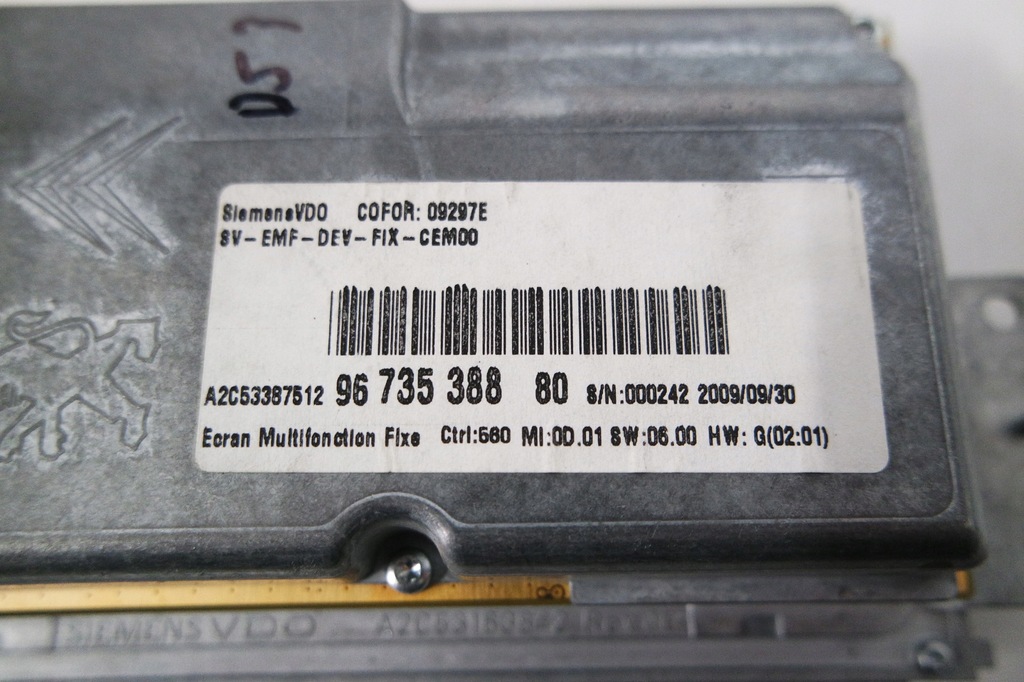 D5
SiemensVDO COFOR: 09297E
SV-EMF-DEV-FIX-CEM00
A2C53387512 96 735 388 80 S/N:000242 2009/09/30
Ecran Multifonction Fixe Ctrl:560 MI:0D.01 SW:06.00 HW: G(02:01)
SIEMENS VDO